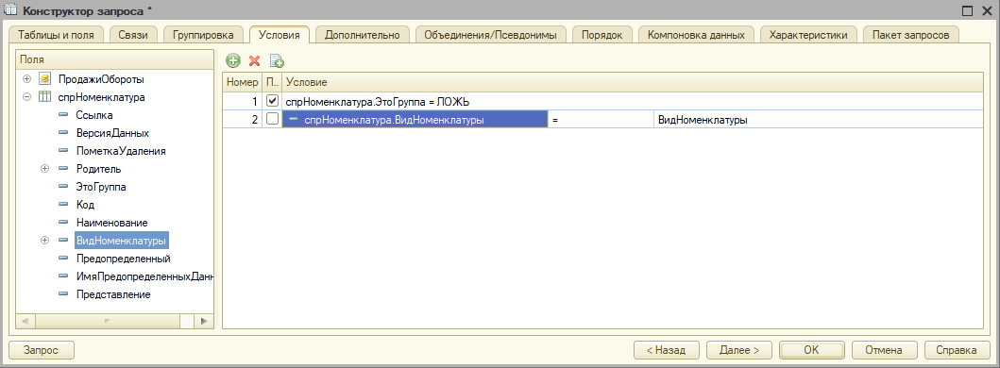 Конструктор запроса *
Таблицы и поля Связи Группировка Условия Дополнительно Объединения/Псевдонимы Порядок Компоновка данных Характеристики Пакет запросов
Поля
ПродажиОбороты
спрНоменклатура
Ссылка
ВерсияДанных
ПометкаУдаления
Родитель
ЭтоГруппа
Код
Наименование
ВидНоменклатуры
Предопределенный
ИмяПредопределенныхДанн
Представление
Номер П... Условие
1 спрНоменклатура.ЭтоГруппа = ЛОЖЬ
2 спрНоменклатура.ВидНоменклатуры = ВидНоменклатуры
Запрос < Назад Далее > OK Отмена Справка